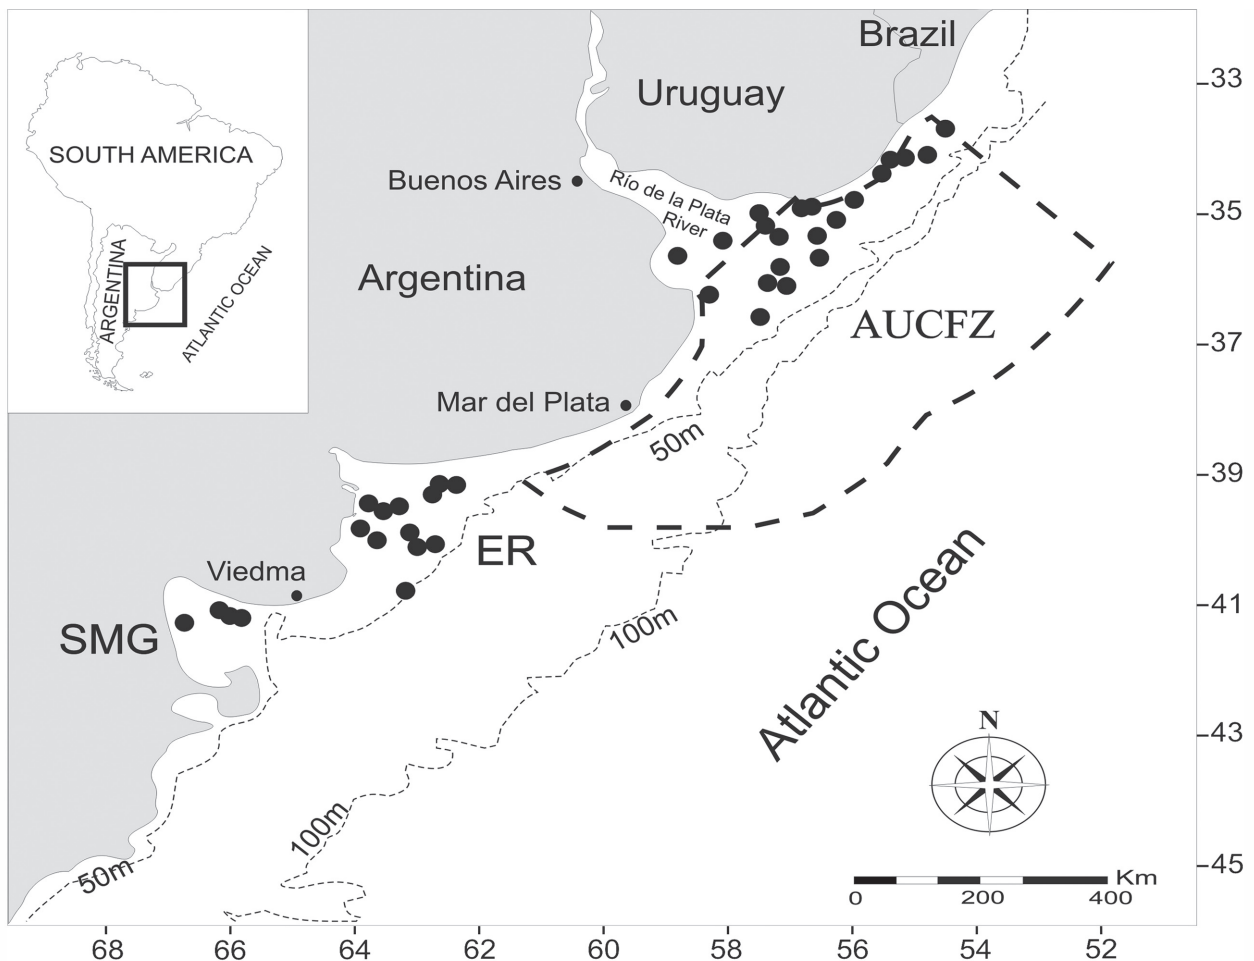 Brazil
Uruguay
SOUTH AMERICA
ARGENTINA
ATLANTIC OCEAN
Buenos Aires
Río de la Plata
River
Argentina
AUCFZ
Mar del Plata
50m
ER
Viedma
SMG
100m
Atlantic Ocean
N
100m
50m
Km
0
200
400
33
35
37
39
41
43
45
68
66
64
62
60
58
56
54
52